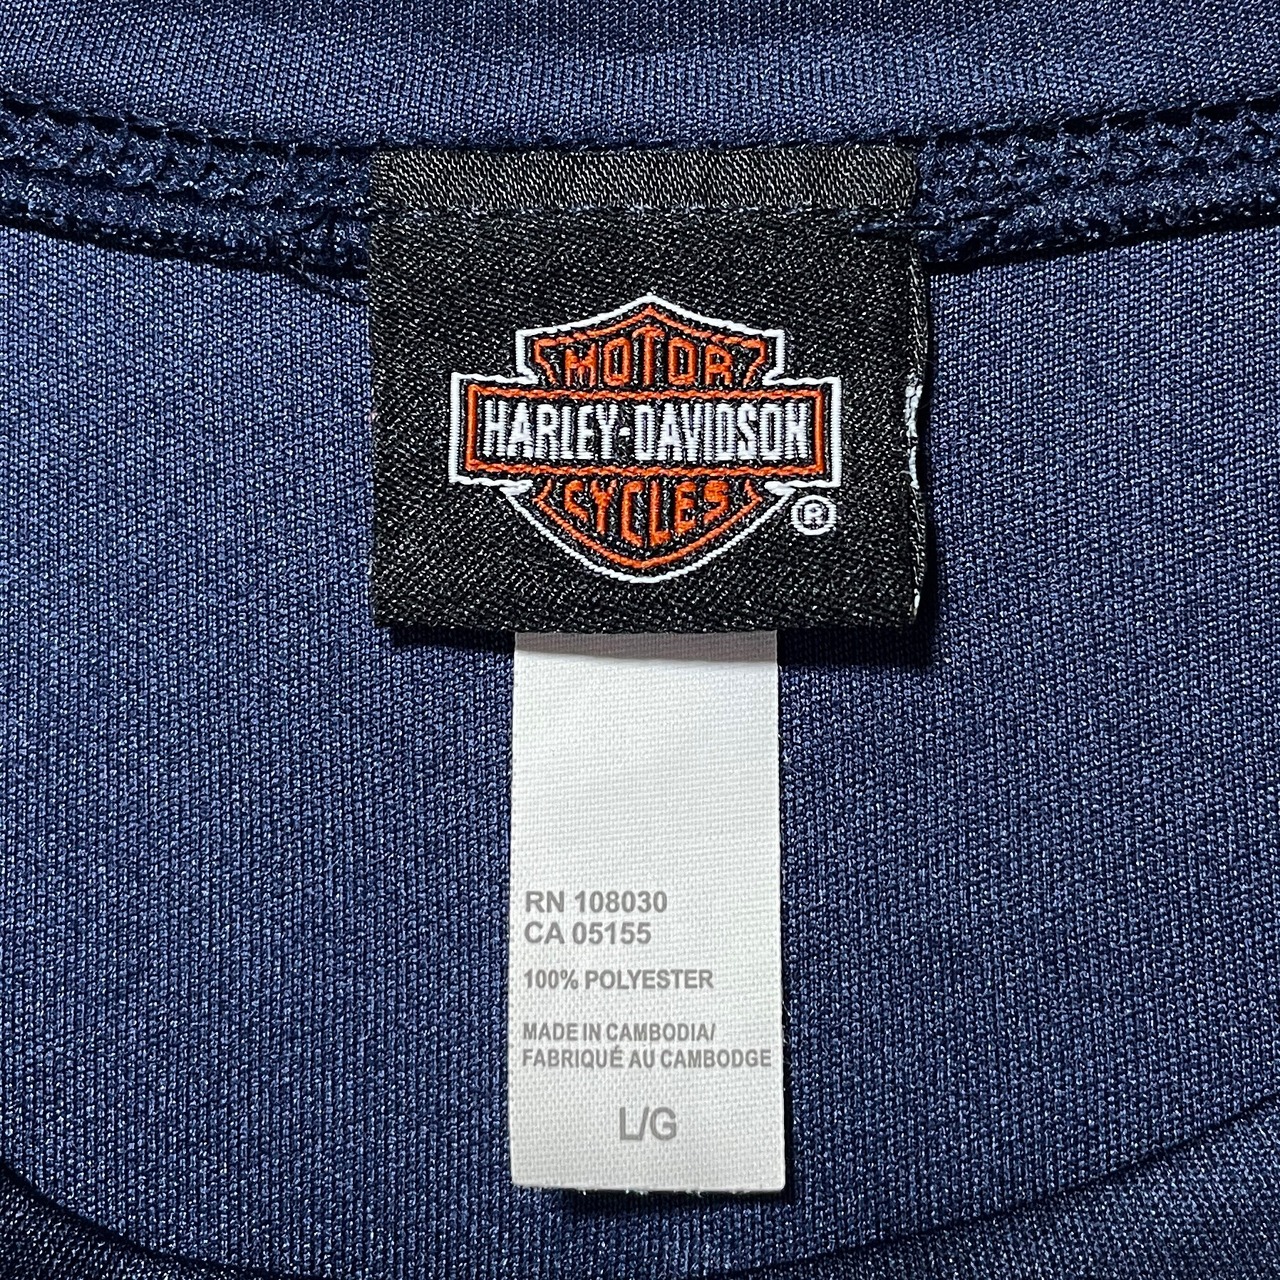 MOTOR
HARLEY-DAVIDSON
CYCLES
®
RN 108030
CA 05155
100% POLYESTER
MADE IN CAMBODIA/
FABRIQUÉ AU CAMBODGE
L/G